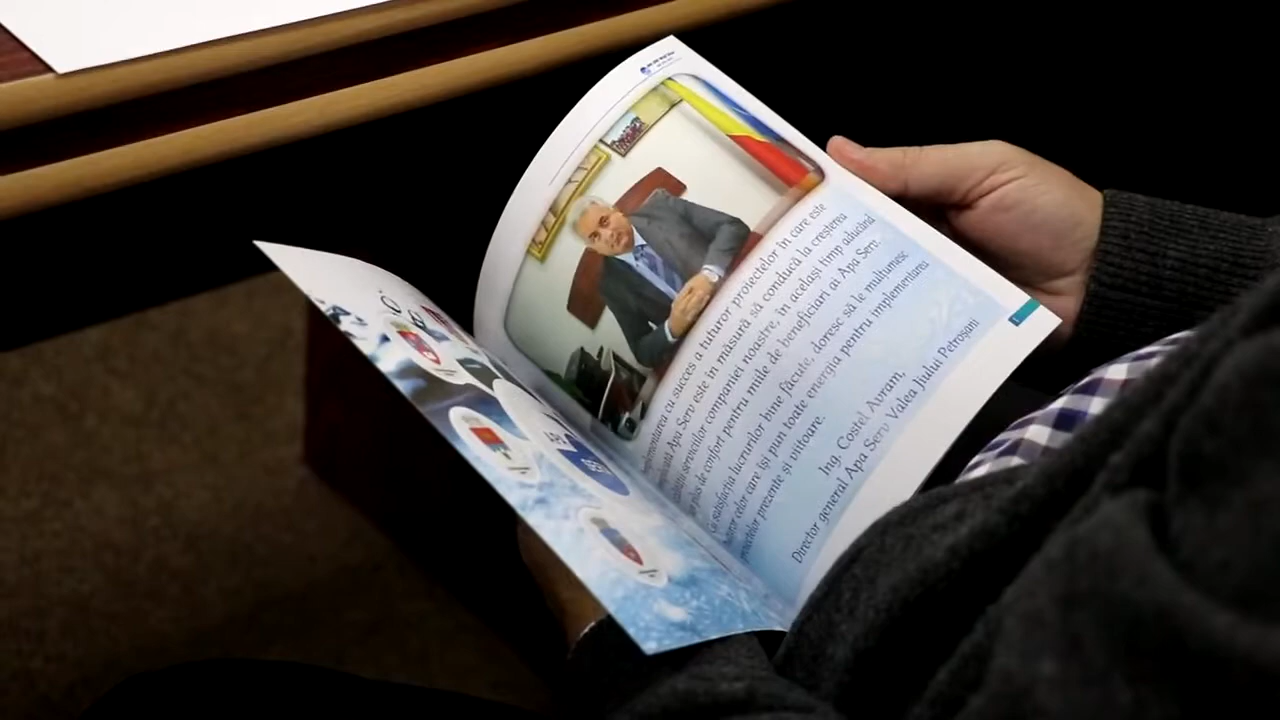 implementarea cu succes a tuturor proiectelor în care este
implicată Apa Serv este în măsură să conducă la creșterea
calității serviciilor companiei noastre, în același timp aducând
plus de confort pentru miile de beneficiari ai Apa Serv.
Cu satisfacția lucrurilor bine făcute, doresc să le mulțumesc
tuturor celor care își pun toate energia pentru implementarea
proiectelor prezente și viitoare.
Ing. Costel Avram,
Director general Apa Serv Valea Jiului Petroșani
1